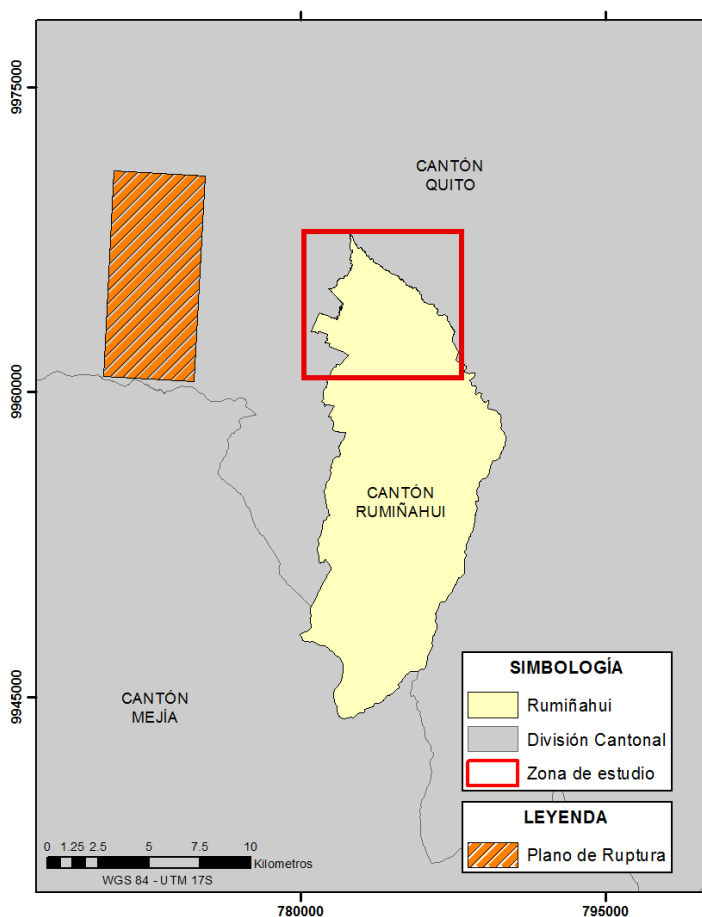 9975000
CANTÓN
QUITO
9960000
CANTÓN
RUMIÑAHUI
9945000
CANTÓN
MEJÍA
SIMBOLOGÍA
Rumiñahui
División Cantonal
Zona de estudio
LEYENDA
Plano de Ruptura
0 1.25 2.5 5 7.5 10
Kilometros
WGS 84 - UTM 17S
780000 795000